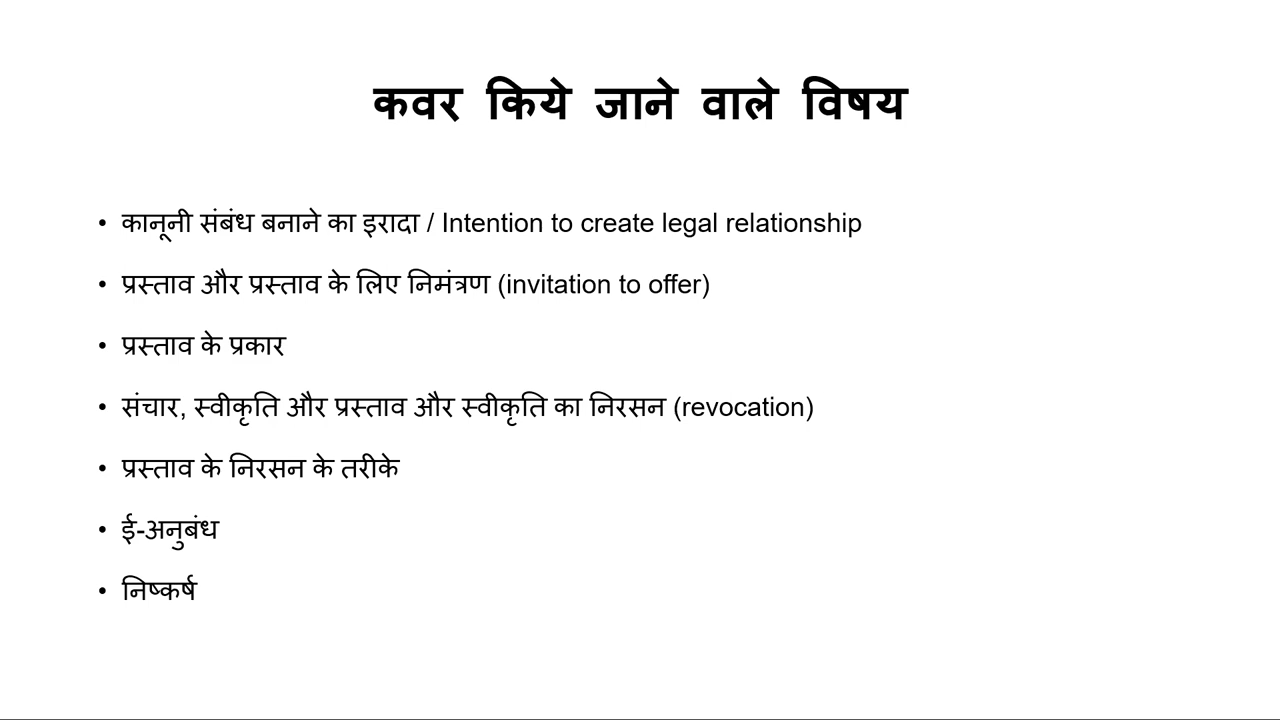 कवर किये जाने वाले विषय
• कानूनी संबंध बनाने का इरादा / Intention to create legal relationship
• प्रस्ताव और प्रस्ताव के लिए निमंत्रण (invitation to offer)
• प्रस्ताव के प्रकार
• संचार, स्वीकृति और प्रस्ताव और स्वीकृति का निरसन (revocation)
• प्रस्ताव के निरसन के तरीके
• ई-अनुबंध
• निष्कर्ष